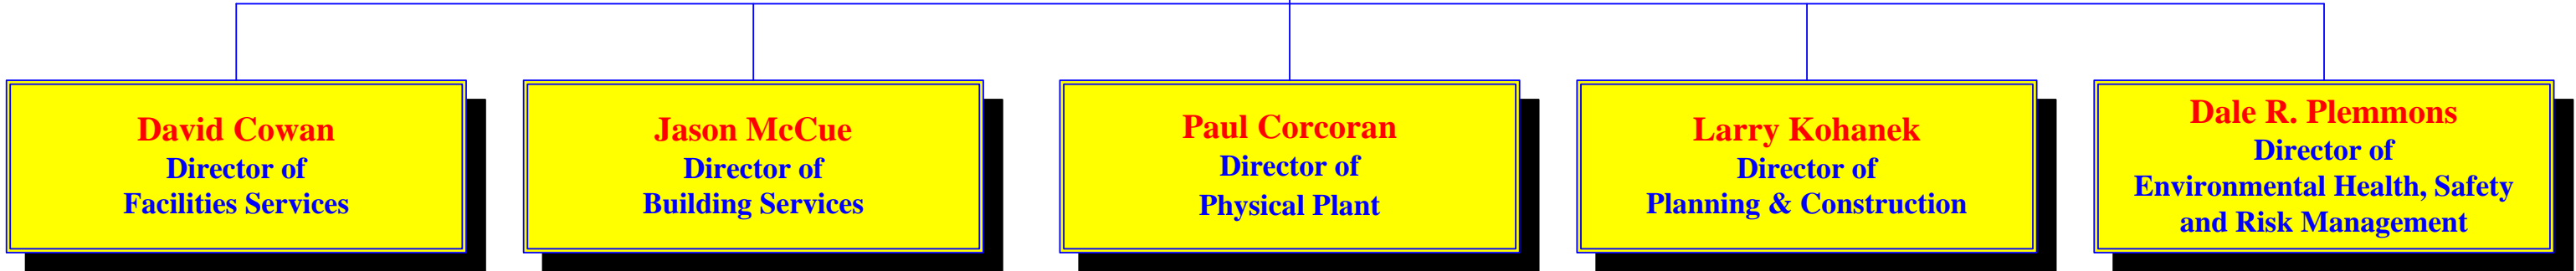 David Cowan
Director of
Facilities Services
Jason McCue
Director of
Building Services
Paul Corcoran
Director of
Physical Plant
Larry Kohanek
Director of
Planning & Construction
Dale R. Plemmons
Director of
Environmental Health, Safety
and Risk Management